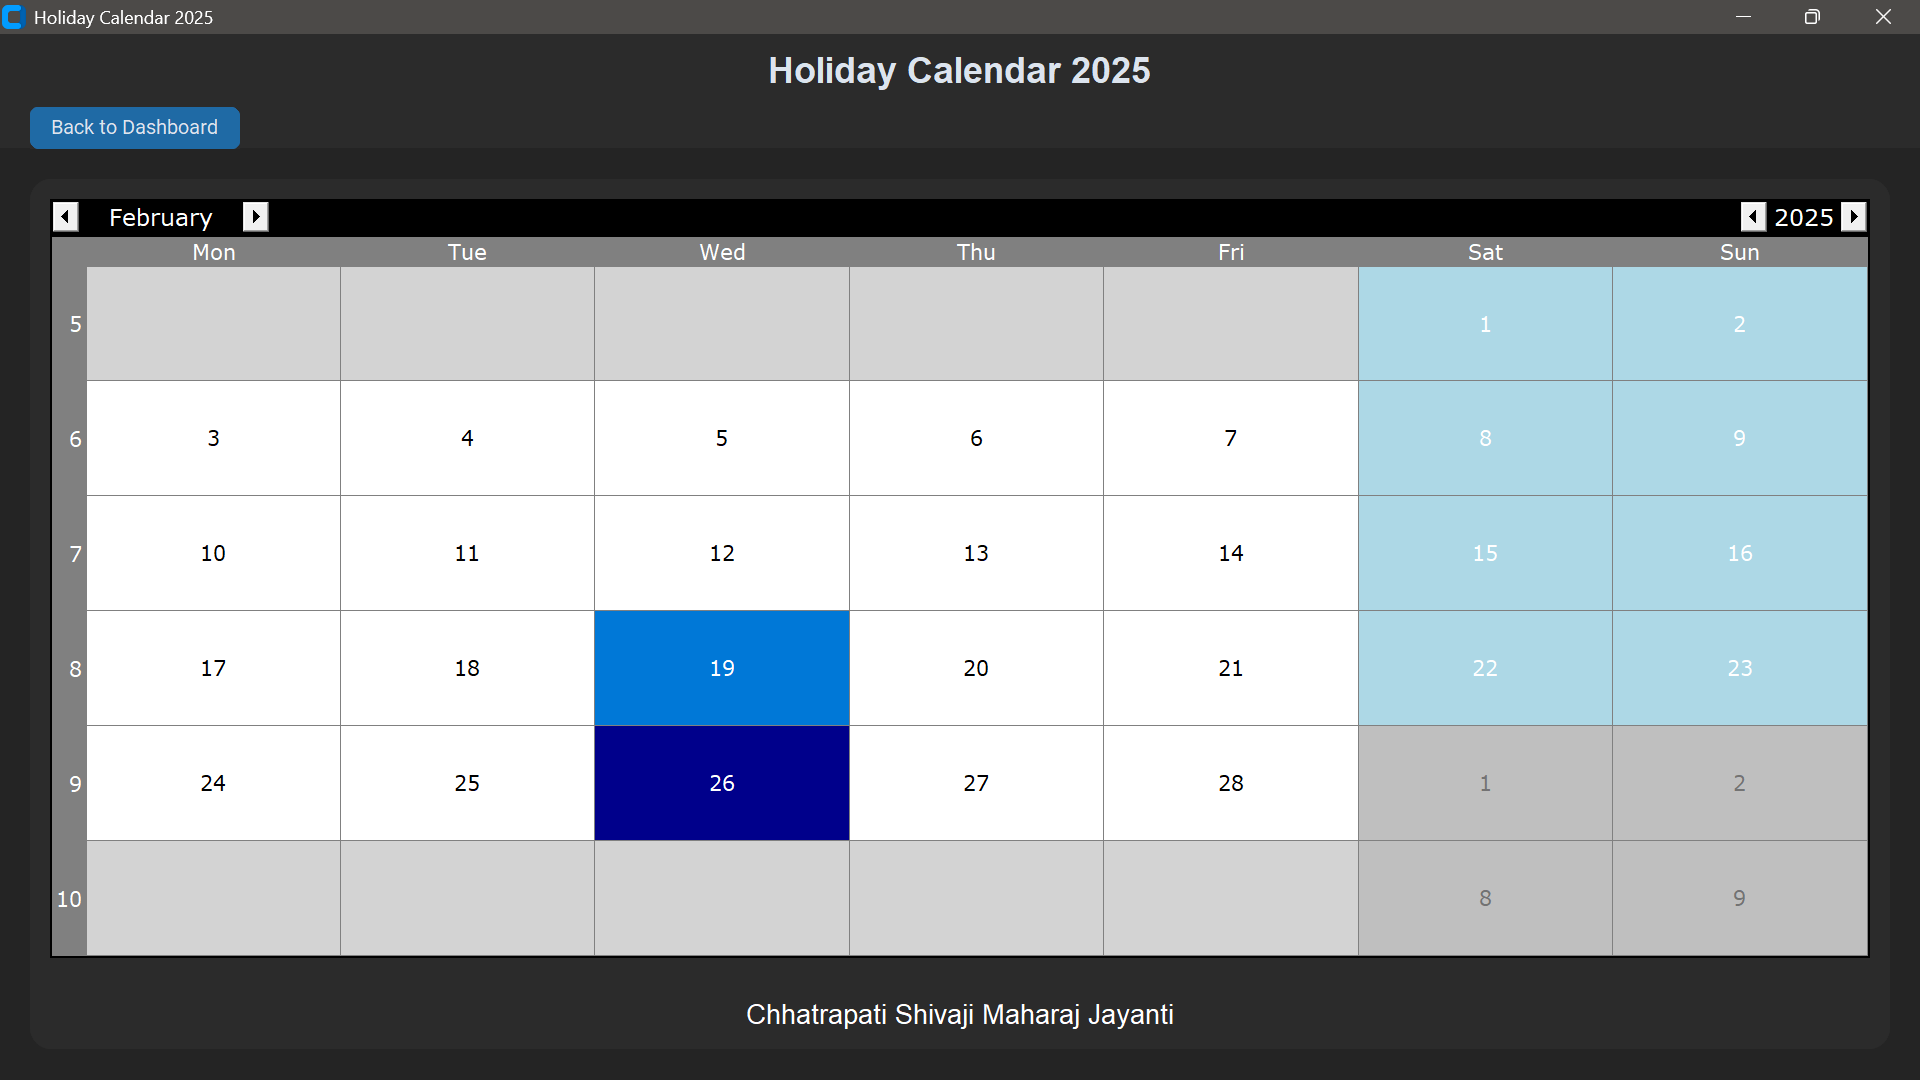 Holiday Calendar 2025
Holiday Calendar 2025
Back to Dashboard
February 2025
Mon Tue Wed Thu Fri Sat Sun
5 1 2
6 3 4 5 6 7 8 9
7 10 11 12 13 14 15 16
8 17 18 19 20 21 22 23
9 24 25 26 27 28 1 2
10 8 9
Chhatrapati Shivaji Maharaj Jayanti